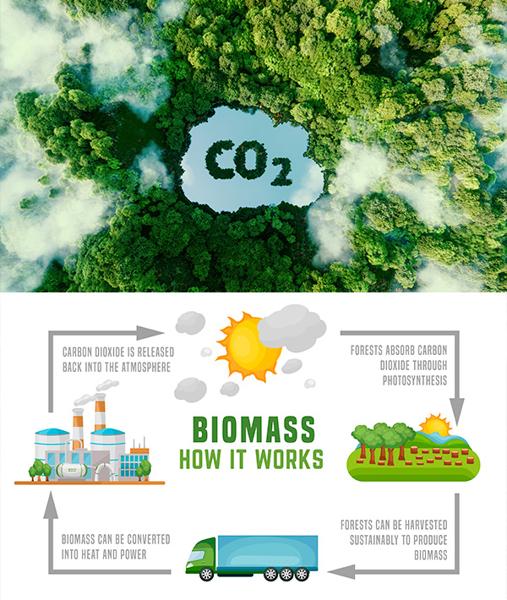 CO2
CARBON DIOXIDE IS RELEASED
BACK INTO THE ATMOSPHERE
FORESTS ABSORB CARBON
DIOXIDE THROUGH
PHOTOSYNTHESIS
BIOMASS
HOW IT WORKS
BIOMASS CAN BE CONVERTED
INTO HEAT AND POWER
FORESTS CAN BE HARVESTED
SUSTAINABLY TO PRODUCE
BIOMASS